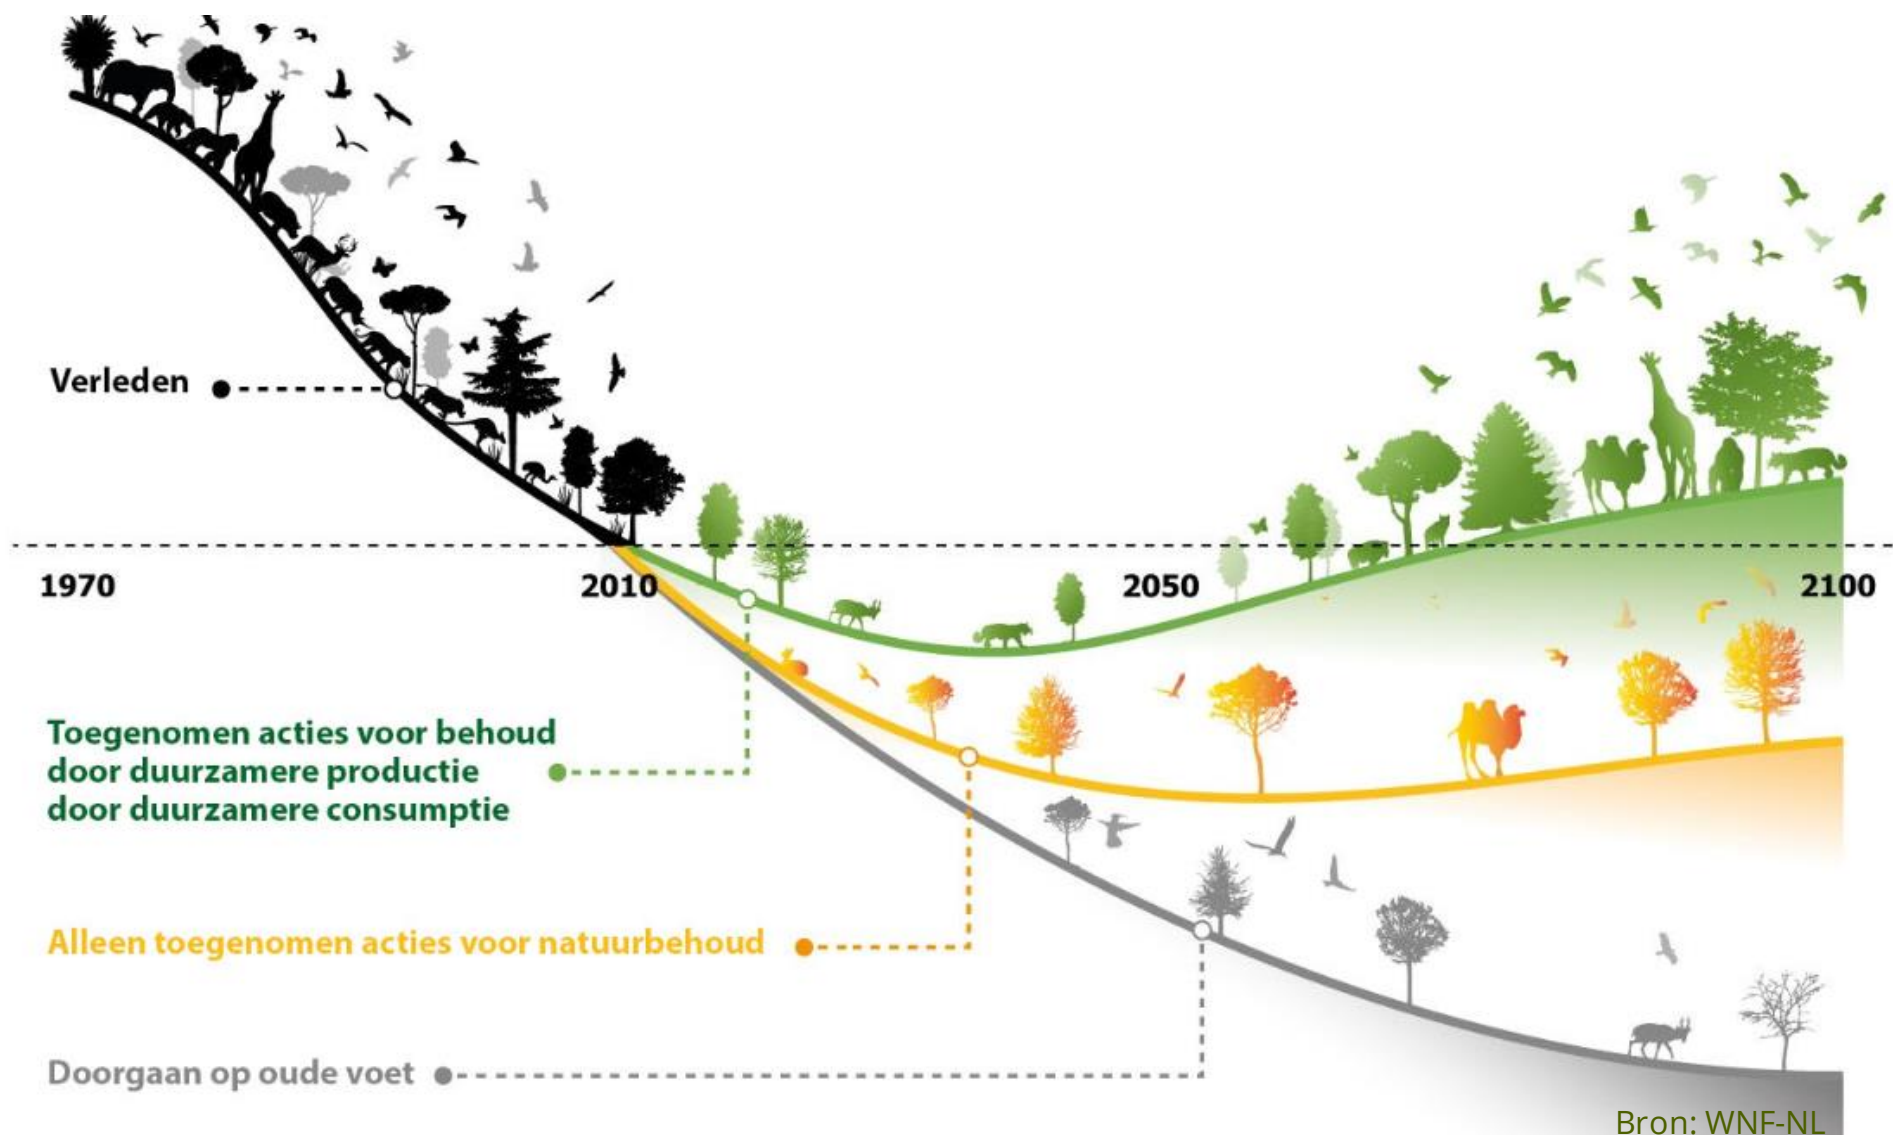 Verleden
1970 2010 2050 2100
Toegenomen acties voor behoud
door duurzamere productie
door duurzamere consumptie
Alleen toegenomen acties voor natuurbehoud
Doorgaan op oude voet
Bron: WNF-NL